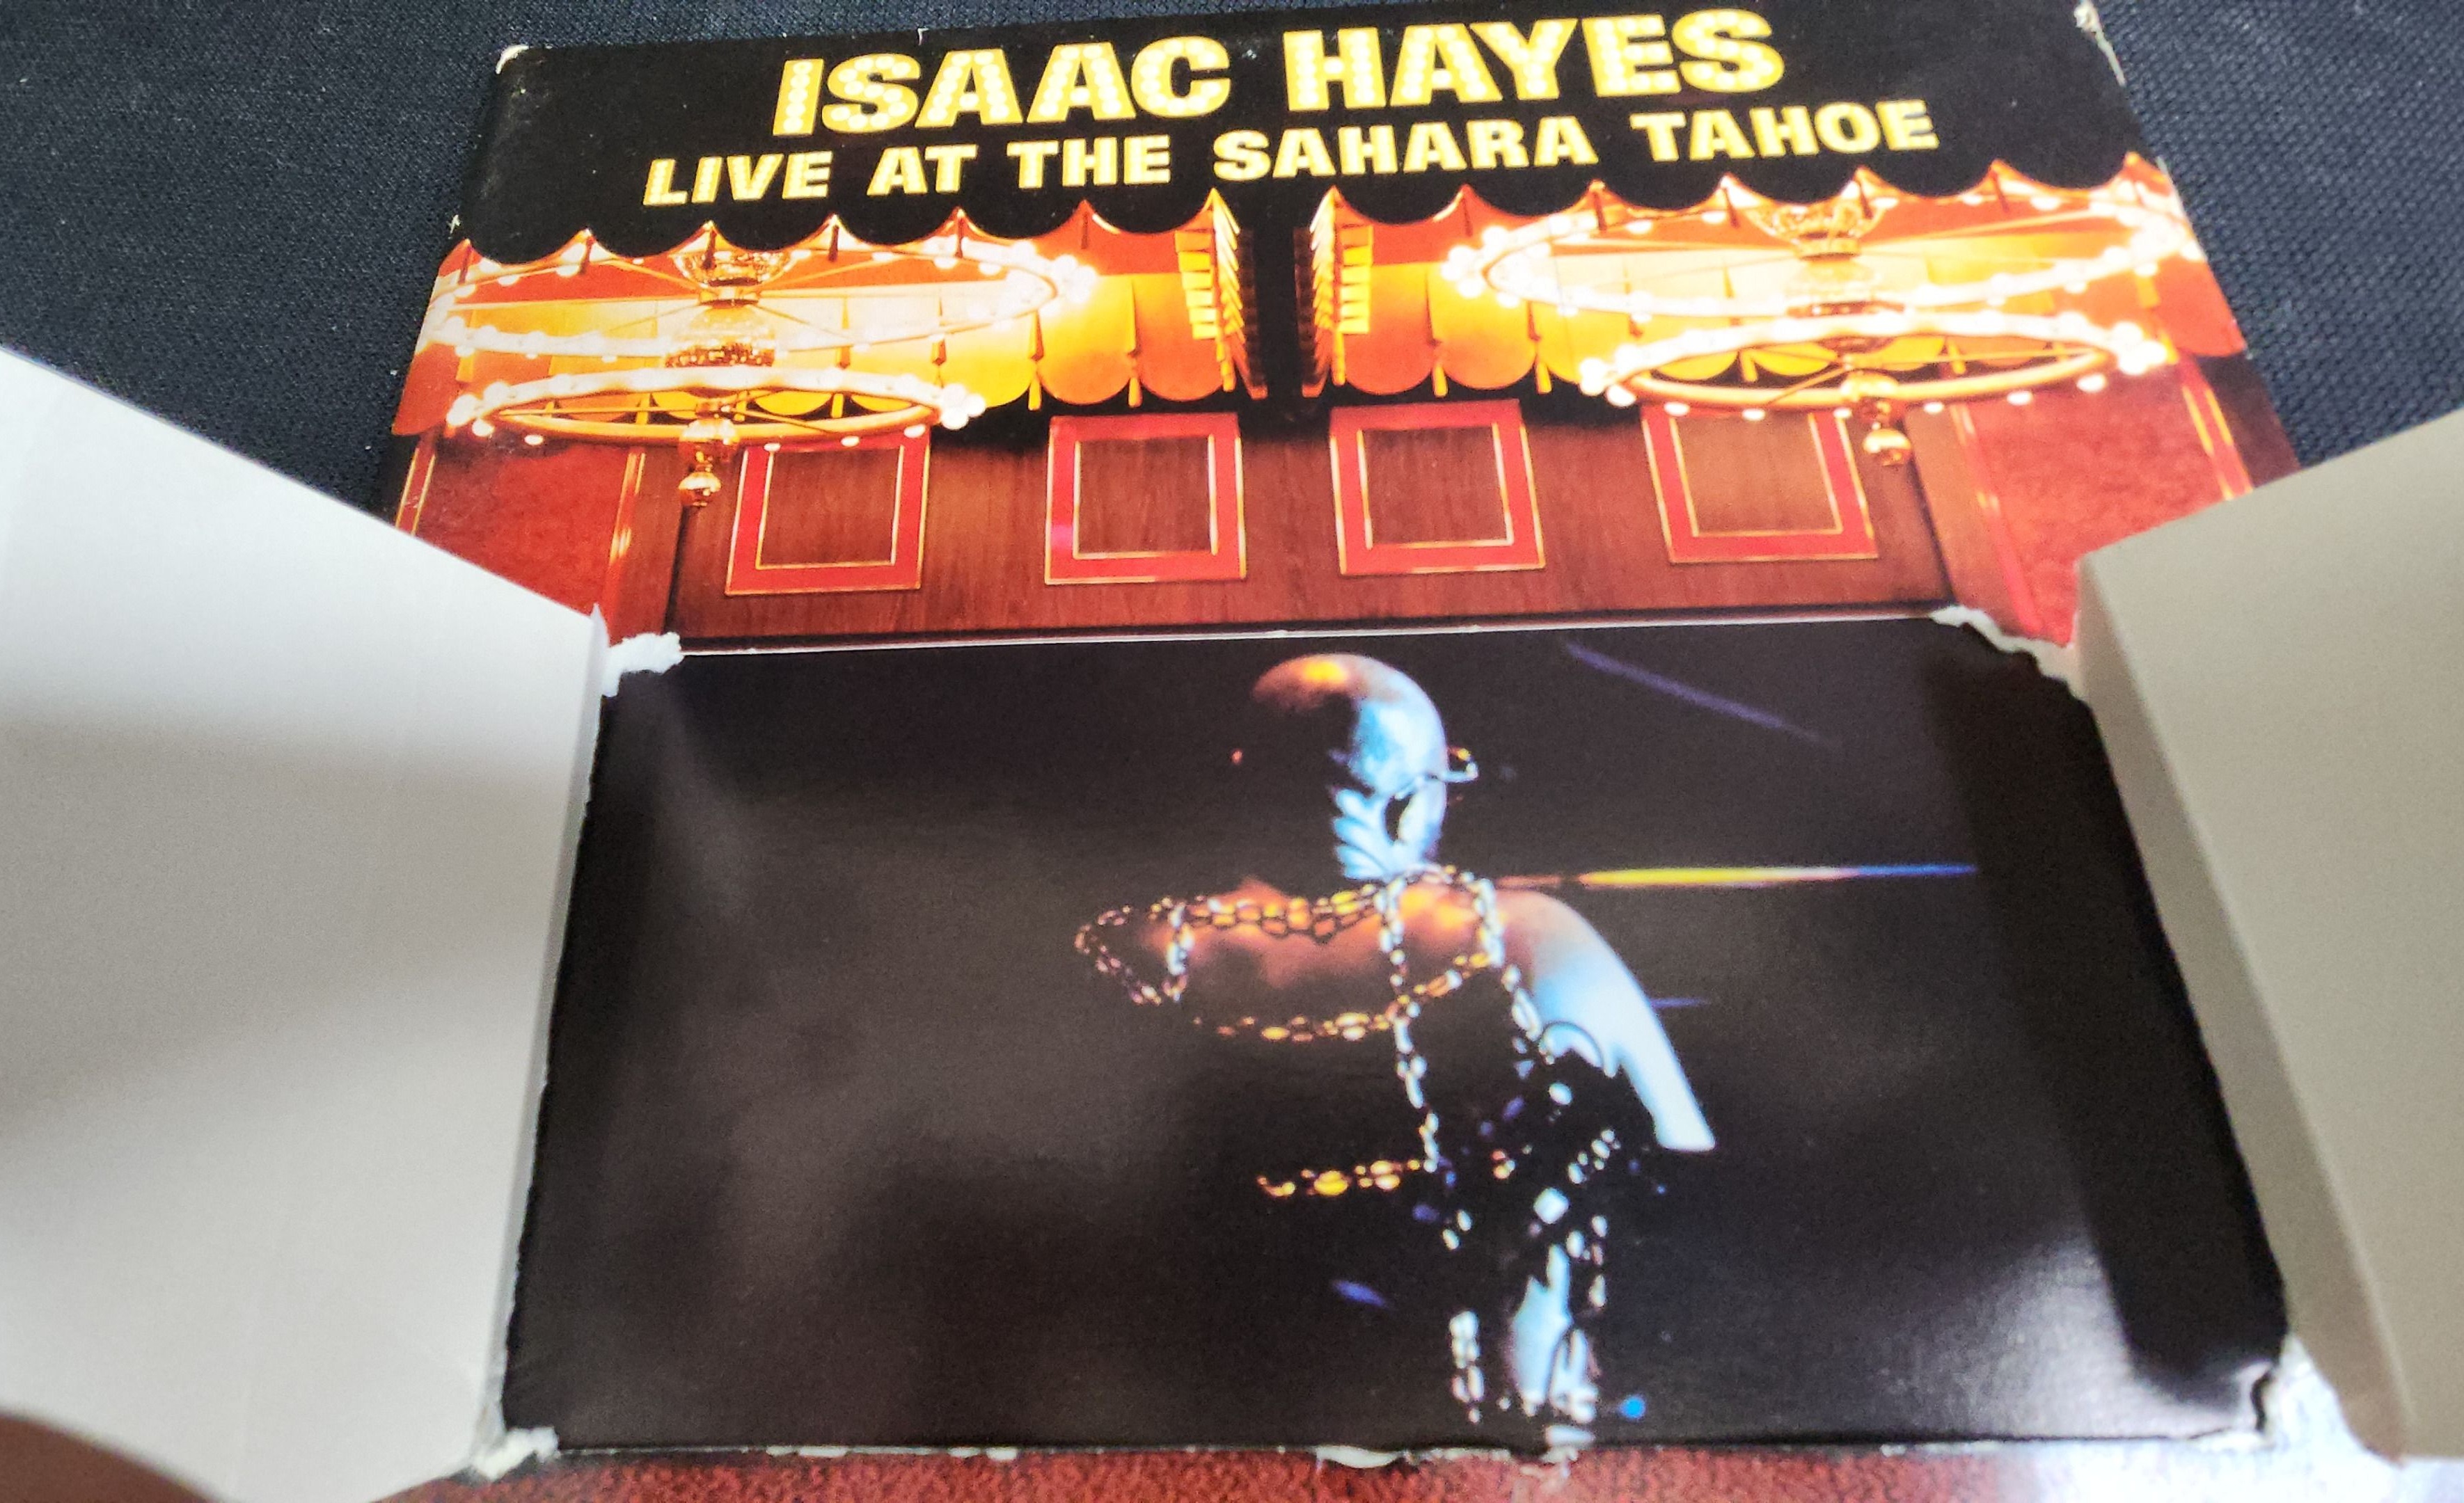 ISAAC HAYES
LIVE AT THE SAHARA TAHOE